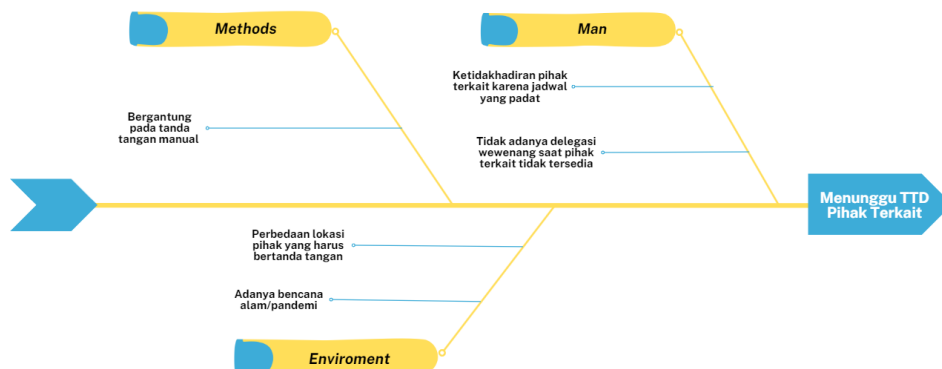 Methods
Man
Ketidakhadiran pihak
terkait karena jadwal
yang padat
Bergantung
pada tanda
tangan manual
Tidak adanya delegasi
wewenang saat pihak
terkait tidak tersedia
Menunggu TTD
Pihak Terkait
Perbedaan lokasi
pihak yang harus
bertanda tangan
Adanya bencana
alam/pandemi
Enviroment